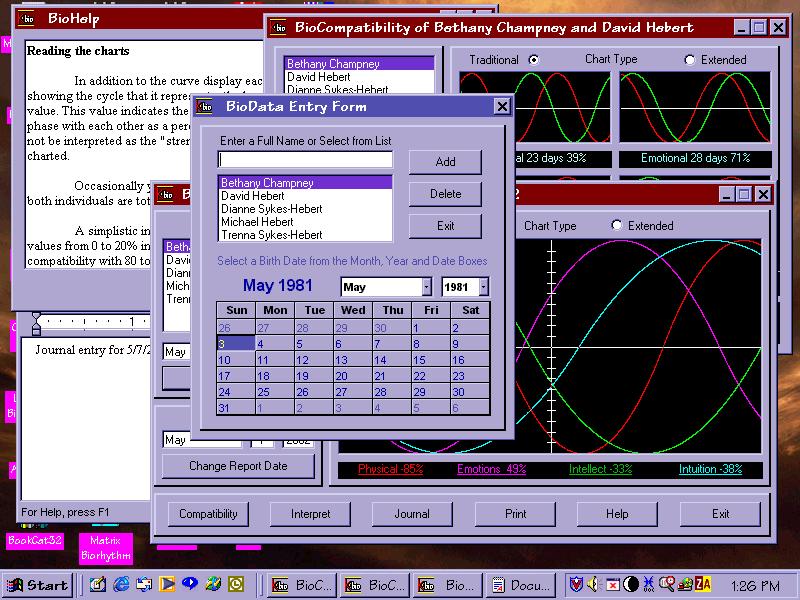 BioHelp
Reading the charts
In addition to the curve display eac
showing the cycle that it repres
value. This value indicates the
phase with each other as a per
not be interpreted as the "stren
charted.
Occasionally y
both individuals are tot
A simplistic in
values from 0 to 20% in
compatibility with 80 to
BioCompatibility of Bethany Champney and David Hebert
Bethany Champney
David Hebert
Dianne Sykes-Hebert
Traditional
Chart Type
Extended
al 23 days 39%
Emotional 28 days 71%
BioData Entry Form
Enter a Full Name or Select from List
Add
Delete
Exit
Bethany Champney
David Hebert
Dianne Sykes-Hebert
Michael Hebert
Trenna Sykes-Hebert
Select a Birth Date from the Month, Year and Date Boxes
May 1981
May
1981
Sun Mon Tue Wed Thu Fri Sat
26 27 28 29 30 1 2
3 4 5 6 7 8 9
10 11 12 13 14 15 16
17 18 19 20 21 22 23
24 25 26 27 28 29 30
31 1 2 3 4 5 6
B
2
Beth
Davi
Diann
Mich
Tren
May
Chart Type
Extended
May
1
2002
Change Report Date
Physical -85%
Emotions 49%
Intellect -33%
Intuition -38%
Compatibility
Interpret
Journal
Print
Help
Exit
1
Journal entry for 5/7/2
For Help, press F1
BookCat32
Matrix
Biorhythm
Start
BioC...
BioC...
Bio...
Docu...
ZA
1:26 PM